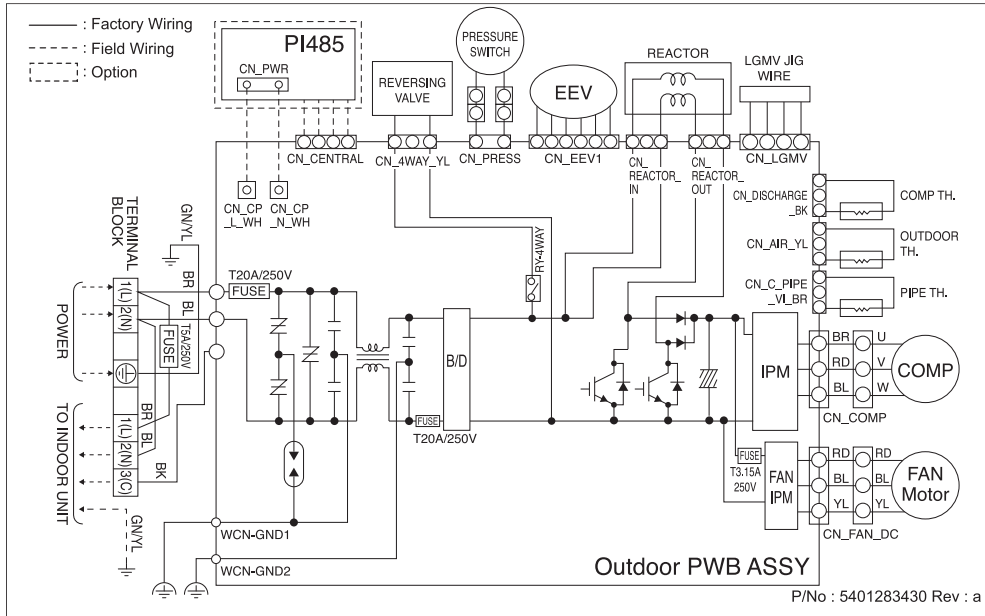 : Factory Wiring
: Field Wiring
: Option
PI485
CN_PWR
REVERSING
VALVE
PRESSURE
SWITCH
EEV
REACTOR
LGMV JIG
WIRE
CN_CENTRAL
CN_4WAY_YL
CN_PRESS
CN_EEV1
CN_
REACTOR_
IN
CN_
REACTOR_
OUT
CN_LGMV
CN_CP
_L_WH
CN_CP
_N_WH
CN_DISCHARGE
_BK
COMP TH.
CN_AIR_YL
OUTDOOR
TH.
CN_C_PIPE
_VI_BR
PIPE TH.
TERMINAL
BLOCK
GN/YL
POWER
1(L)
2(N)
BR
BL
T5A/250V
FUSE
T20A/250V
FUSE
RY-4WAY
B/D
FUSE
T20A/250V
IPM
BR
RD
BL
U
V
W
COMP
CN_COMP
TO INDOOR UNIT
1(L)
2(N)
3(C)
BR
BL
BK
GN/YL
FUSE
T3.15A
250V
FAN
IPM
RD
BL
YL
RD
BL
YL
FAN
Motor
CN_FAN_DC
WCN-GND1
WCN-GND2
Outdoor PWB ASSY
P/No : 5401283430 Rev : a